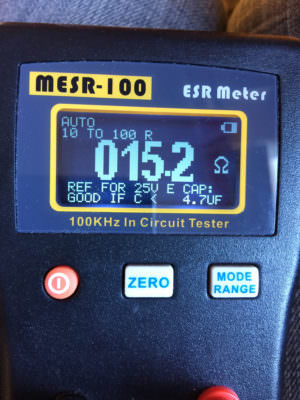 MESR-100 ESR Meter
AUTO
10 TO 100 R
015.2 Ω
REF FOR 25V E CAP:
GOOD IF C < 4.7UF
100KHz In Circuit Tester
ZERO
MODE
RANGE